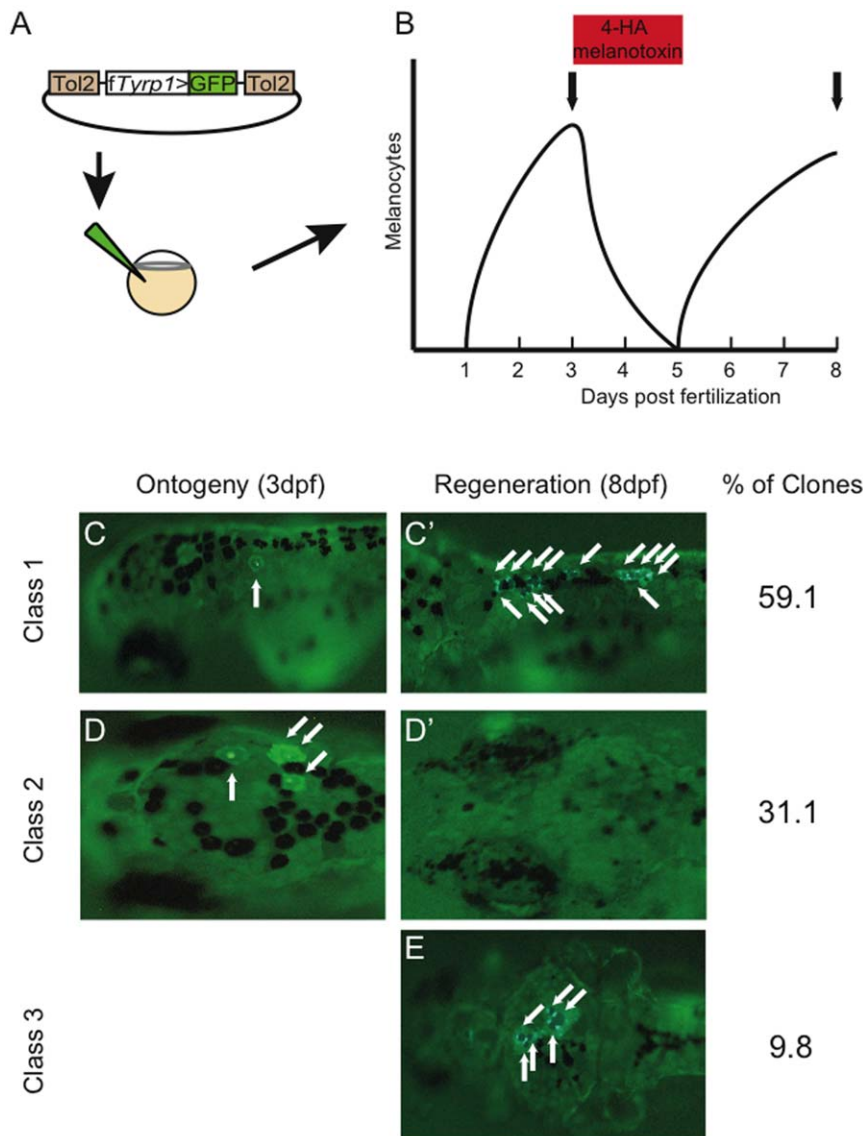 A
Tol2 fTyrp1>GFP Tol2
B
4-HA
melanotoxin
Melanocytes
1 2 3 4 5 6 7 8
Days post fertilization
Ontogeny (3dpf) Regeneration (8dpf) % of Clones
Class 1
C
C'
59.1
Class 2
D
D'
31.1
Class 3
E
9.8